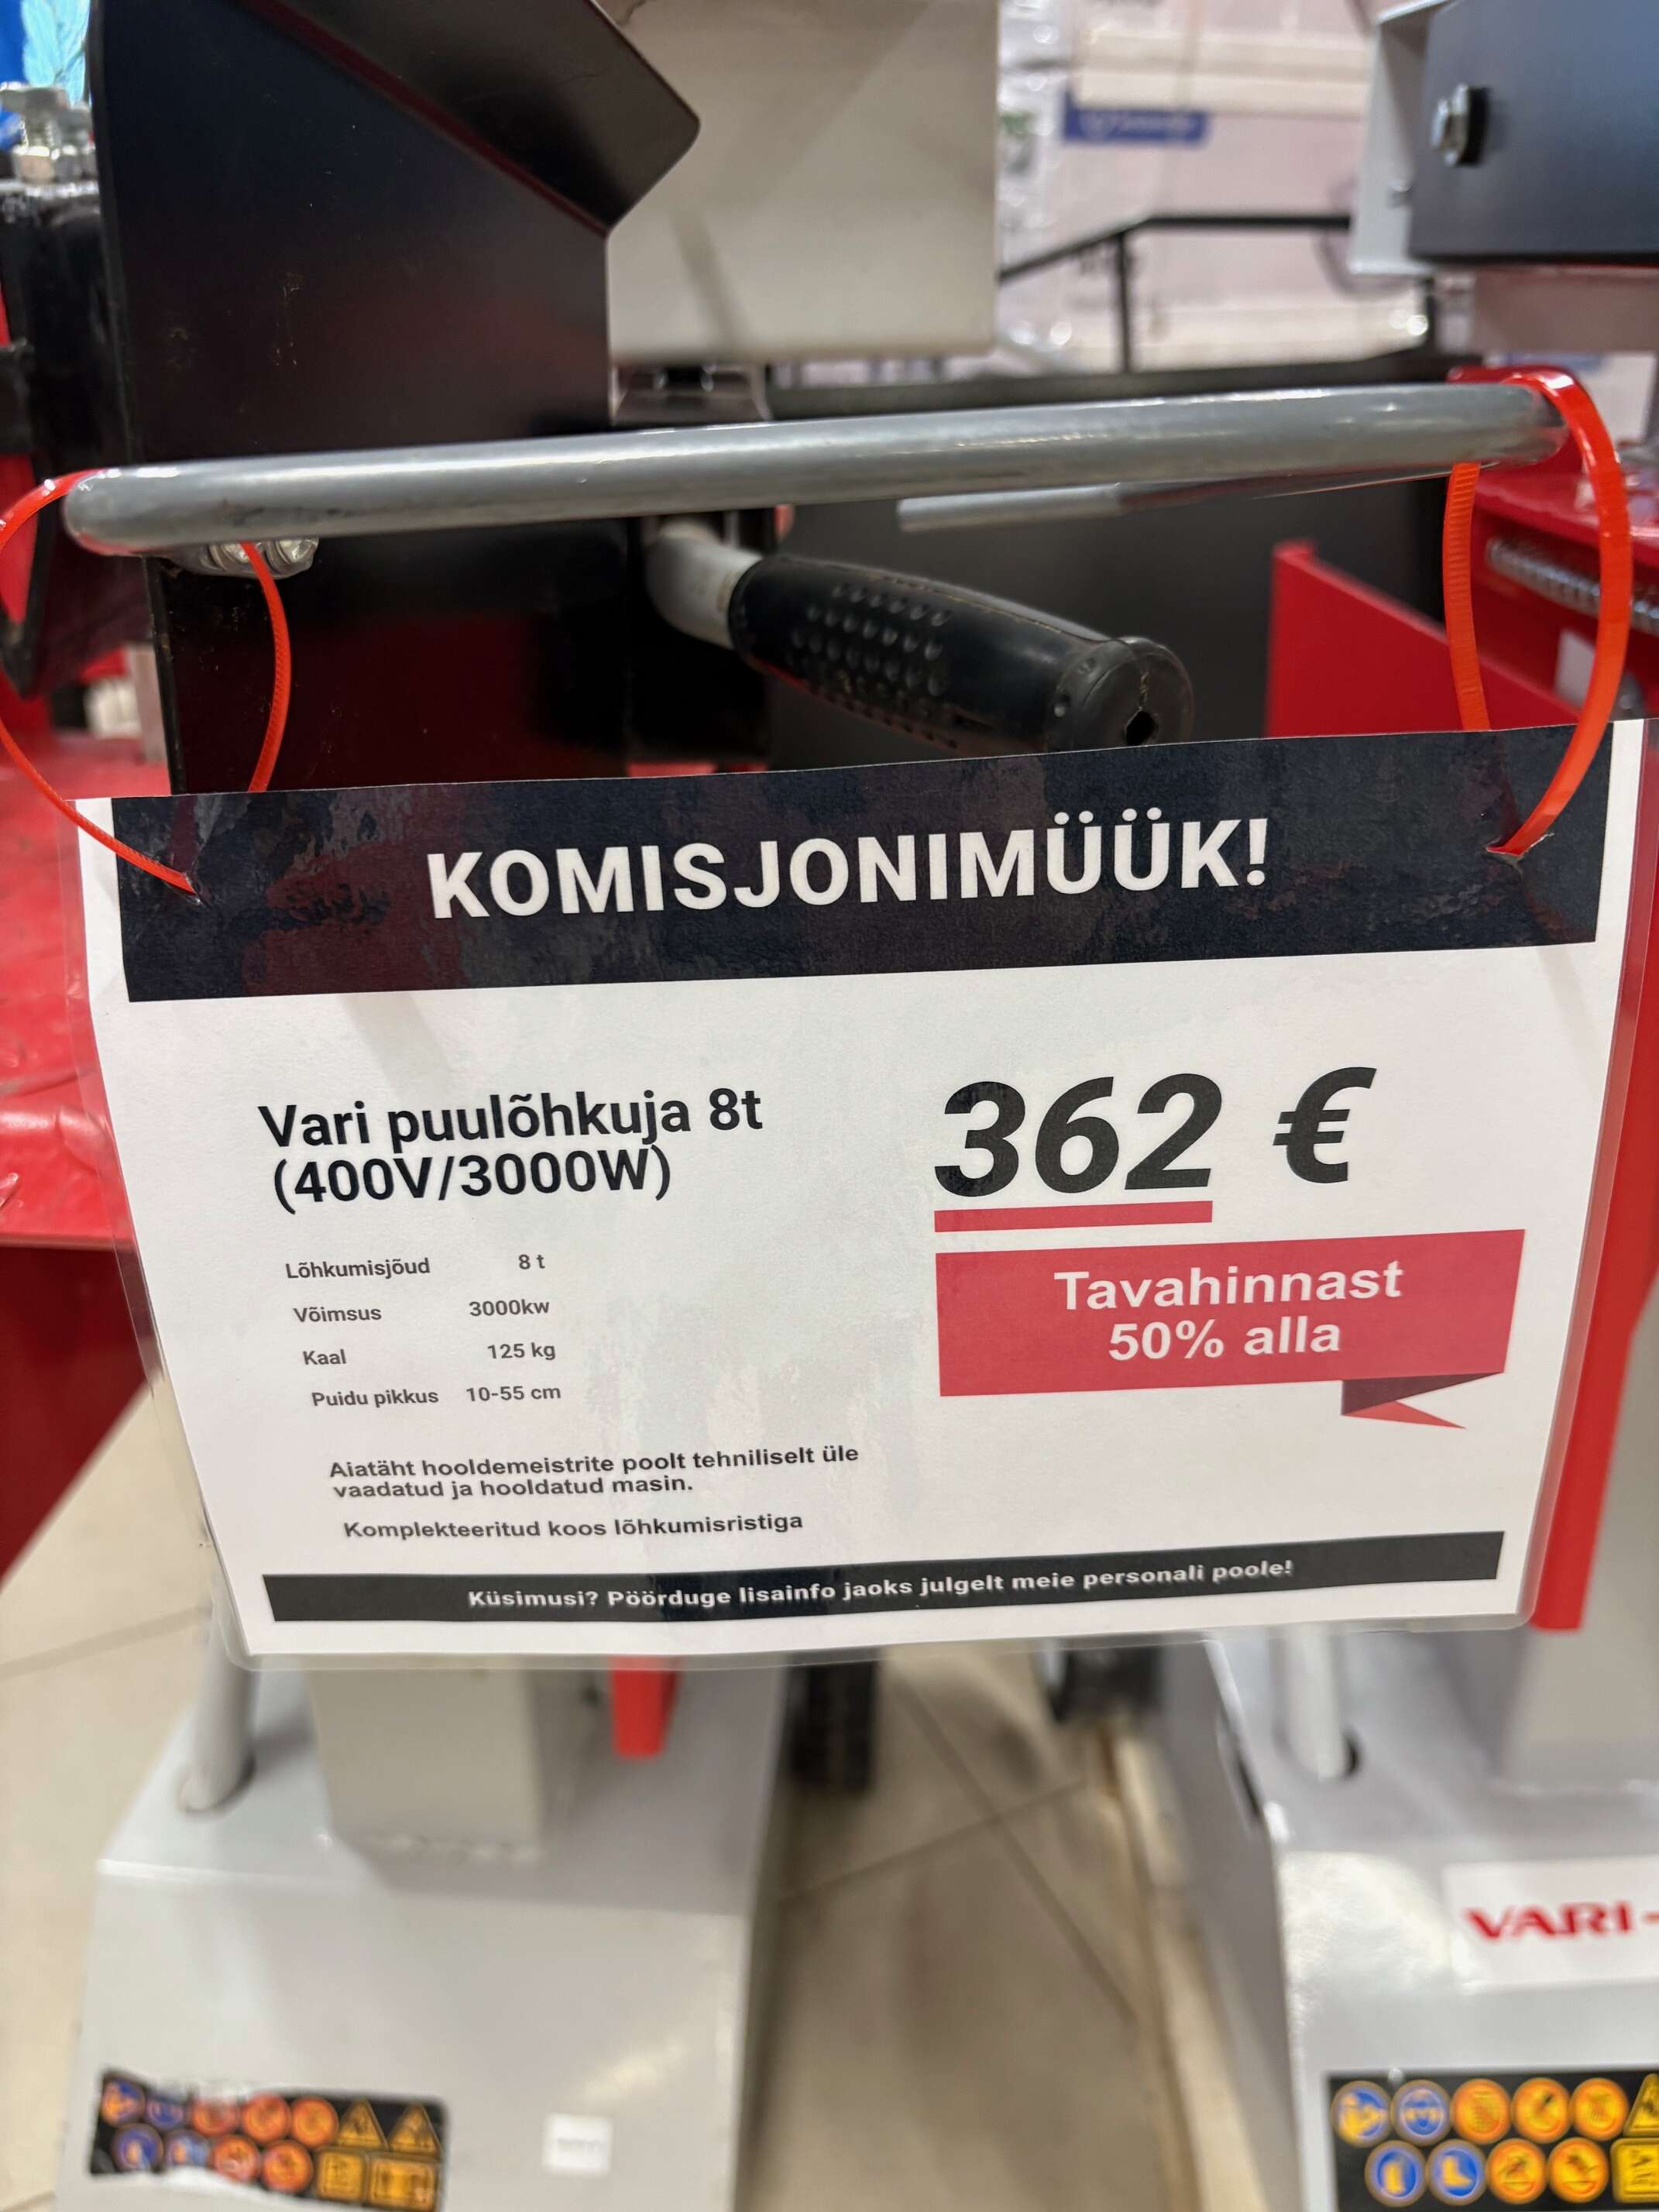 KOMISJONIMÜÜK!
Vari puulõhkuja 8t
(400V/3000W)
362 €
Tavahinnast
50% alla
Lõhkumisjõud 8 t
Võimsus 3000kw
Kaal 125 kg
Puidu pikkus 10-55 cm
Aiatäht hooldemeistrite poolt tehniliselt üle
vaadatud ja hooldatud masin.
Komplekteeritud koos lõhkumisristiga
Küsimusi? Pöörduge lisainfo jaoks julgelt meie personali poole!
VARI-